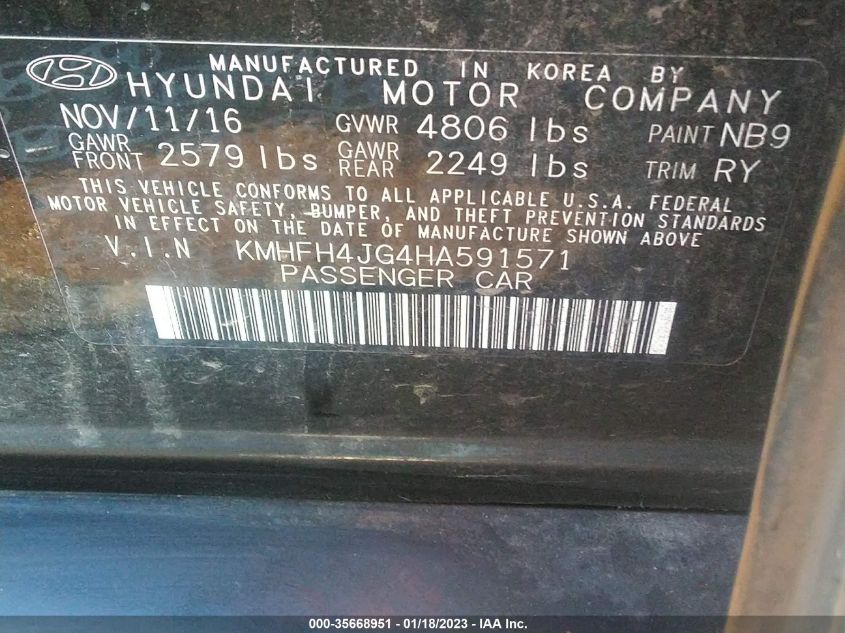 MANUFACTURED IN KOREA BY
HYUNDAI MOTOR COMPANY
NOV/11/16 GVWR 4806 lbs PAINT NB9
GAWR FRONT 2579 lbs GAWR REAR 2249 lbs TRIM RY
THIS VEHICLE CONFORMS TO ALL APPLICABLE U.S.A. FEDERAL
MOTOR VEHICLE SAFETY, BUMPER, AND THEFT PREVENTION STANDARDS
IN EFFECT ON THE DATE OF MANUFACTURE SHOWN ABOVE
V.I.N KMHFH4JG4HA591571
PASSENGER CAR
000-35668951 — 01/18/2023 — IAA Inc.